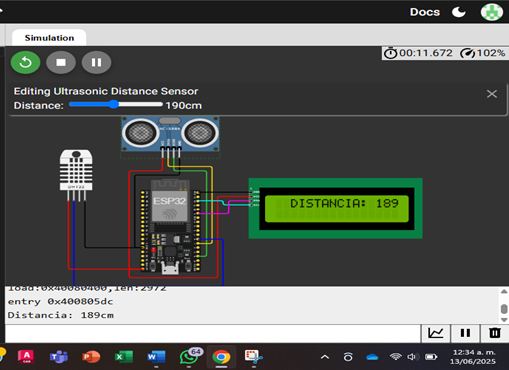 Docs
Simulation
00:11.672 102%
Editing Ultrasonic Distance Sensor
Distance: 190cm
HC-SR04
DHT22
ESP32
DISTANCIA: 189
load:0x40080400,len:2972
entry 0x400805dc
Distancia: 189cm
64
12:34 a. m.
13/06/2025